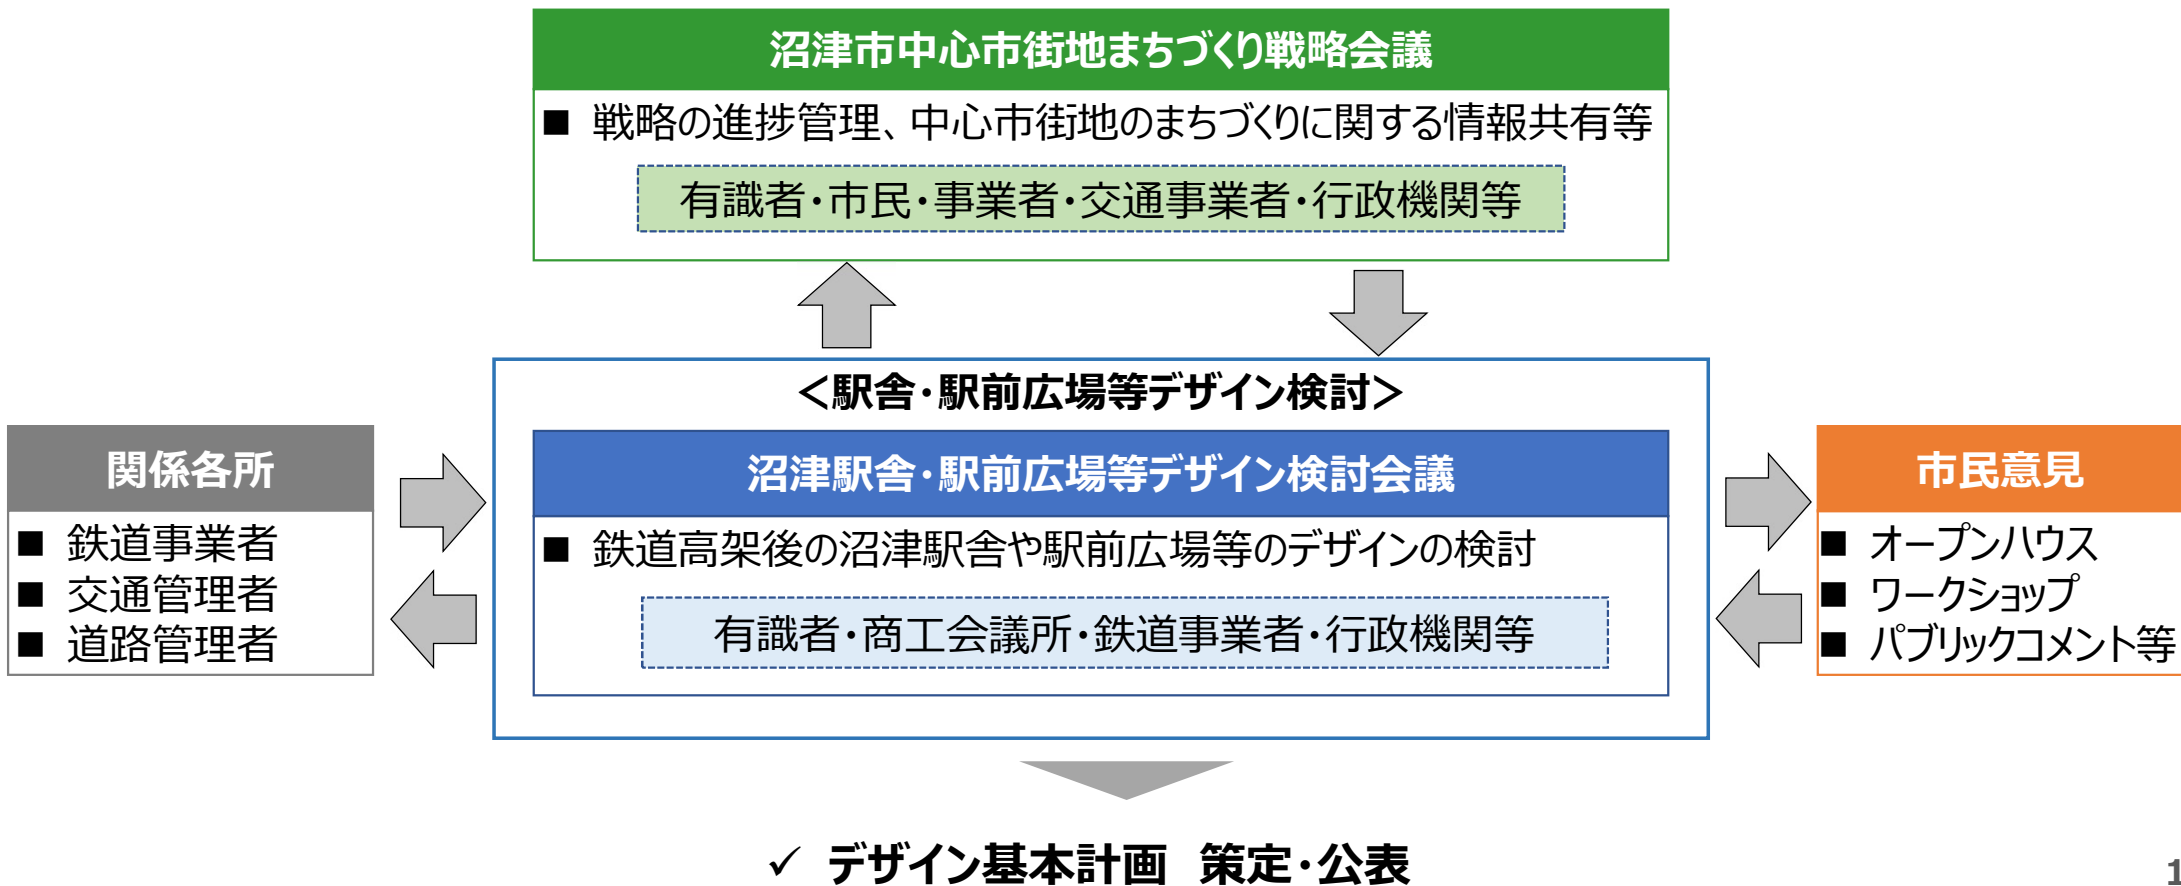 沼津市中心市街地まちづくり戦略会議
■ 戦略の進捗管理、中心市街地のまちづくりに関する情報共有等
有識者・市民・事業者・交通事業者・行政機関等
＜駅舎・駅前広場等デザイン検討＞
沼津駅舎・駅前広場等デザイン検討会議
■ 鉄道高架後の沼津駅舎や駅前広場等のデザインの検討
有識者・商工会議所・鉄道事業者・行政機関等
関係各所
■ 鉄道事業者
■ 交通管理者
■ 道路管理者
市民意見
■ オープンハウス
■ ワークショップ
■ パブリックコメント等
✓ デザイン基本計画　策定・公表
1